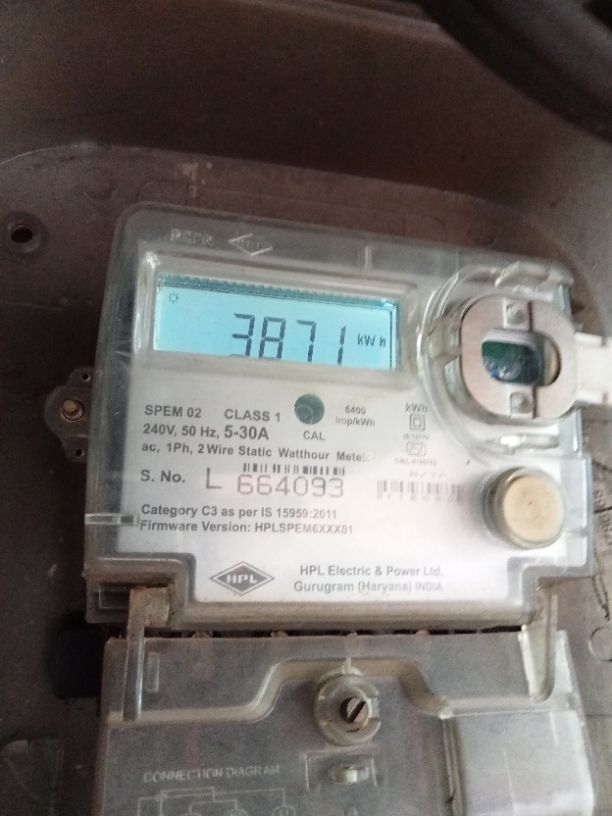 3871 kWh
SPEM 02 CLASS 1
6400 imp/kWh
kWh
240V, 50 Hz, 5-30A CAL
ac, 1Ph, 2 Wire Static Watthour Meter
S. No. L 664093
Category C3 as per IS 15959:2011
Firmware Version: HPLSPEM6XXX01
HPL
HPL Electric & Power Ltd.
Gurugram (Haryana) INDIA
CONNECTION DIAGRAM